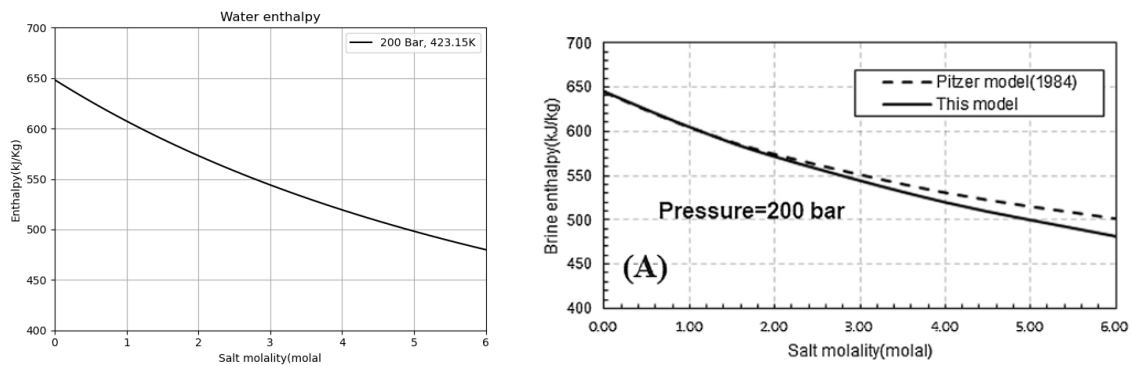 Water enthalpy
700
650
600
550
500
450
400
Enthalpy(kJ/Kg)
200 Bar, 423.15K
0 1 2 3 4 5 6
Salt molality(molal
700
650
600
550
500
450
400
Brine enthalpy(kJ/kg)
Pitzer model(1984)
This model
Pressure=200 bar
(A)
0.00 1.00 2.00 3.00 4.00 5.00 6.00
Salt molality(molal)